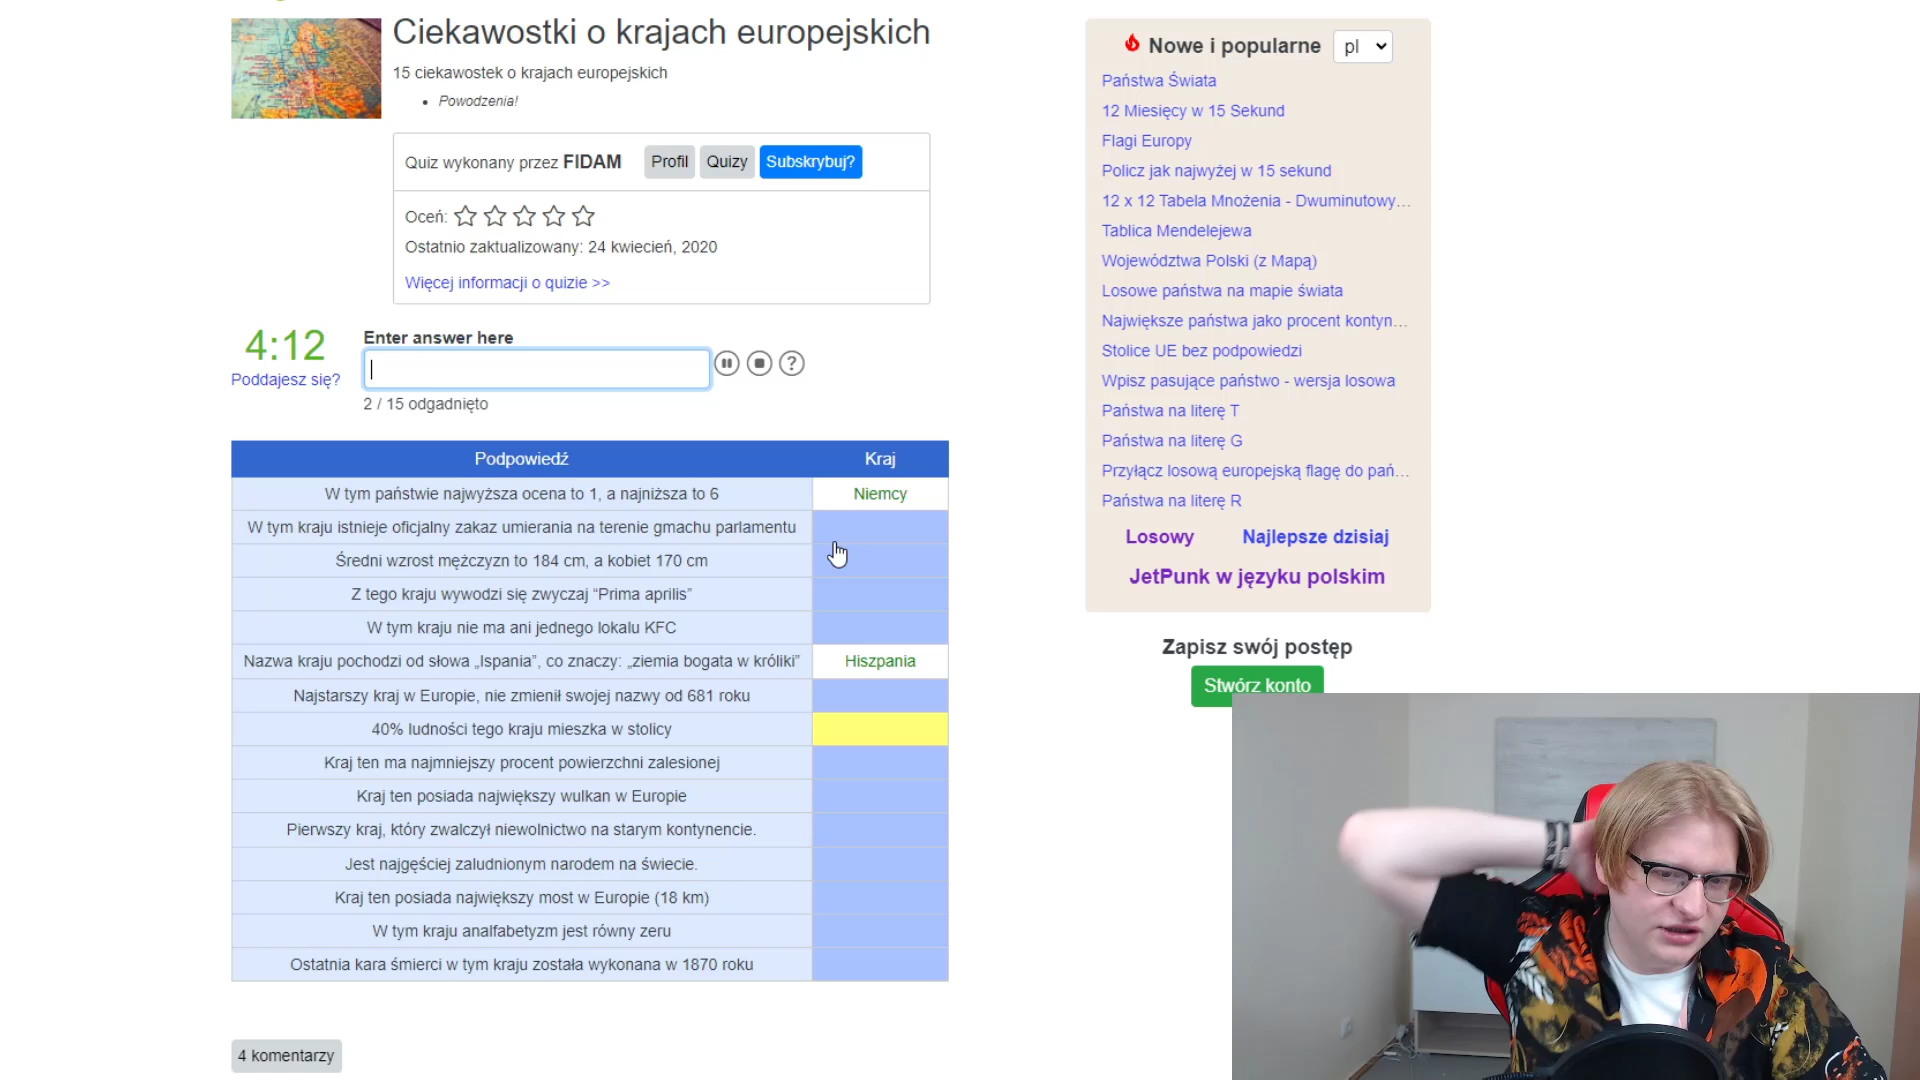 Ciekawostki o krajach europejskich
15 ciekawostek o krajach europejskich
Powodzenia!
Quiz wykonany przez FIDAM
Profil
Quizy
Subskrybuj?
Oceń:
Ostatnio zaktualizowany: 24 kwiecień, 2020
Więcej informacji o quizie >>
4:12
Poddajesz się?
Enter answer here
2 / 15 odgadnięto
Podpowiedź
Kraj
W tym państwie najwyższa ocena to 1, a najniższa to 6
Niemcy
W tym kraju istnieje oficjalny zakaz umierania na terenie gmachu parlamentu
Średni wzrost mężczyzn to 184 cm, a kobiet 170 cm
Z tego kraju wywodzi się zwyczaj “Prima aprilis”
W tym kraju nie ma ani jednego lokalu KFC
Nazwa kraju pochodzi od słowa „Ispania”, co znaczy: „ziemia bogata w króliki”
Hiszpania
Najstarszy kraj w Europie, nie zmienił swojej nazwy od 681 roku
40% ludności tego kraju mieszka w stolicy
Kraj ten ma najmniejszy procent powierzchni zalesionej
Kraj ten posiada największy wulkan w Europie
Pierwszy kraj, który zwalczył niewolnictwo na starym kontynencie.
Jest najgęściej zaludnionym narodem na świecie.
Kraj ten posiada największy most w Europie (18 km)
W tym kraju analfabetyzm jest równy zeru
Ostatnia kara śmierci w tym kraju została wykonana w 1870 roku
4 komentarzy
Nowe i popularne
pl
Państwa Świata
12 Miesięcy w 15 Sekund
Flagi Europy
Policz jak najwyżej w 15 sekund
12 x 12 Tabela Mnożenia - Dwuminutowy…
Tablica Mendelejewa
Województwa Polski (z Mapą)
Losowe państwa na mapie świata
Największe państwa jako procent kontyn…
Stolice UE bez podpowiedzi
Wpisz pasujące państwo - wersja losowa
Państwa na literę T
Państwa na literę G
Przyłącz losową europejską flagę do pań…
Państwa na literę R
Losowy
Najlepsze dzisiaj
JetPunk w języku polskim
Zapisz swój postęp
Stwórz konto